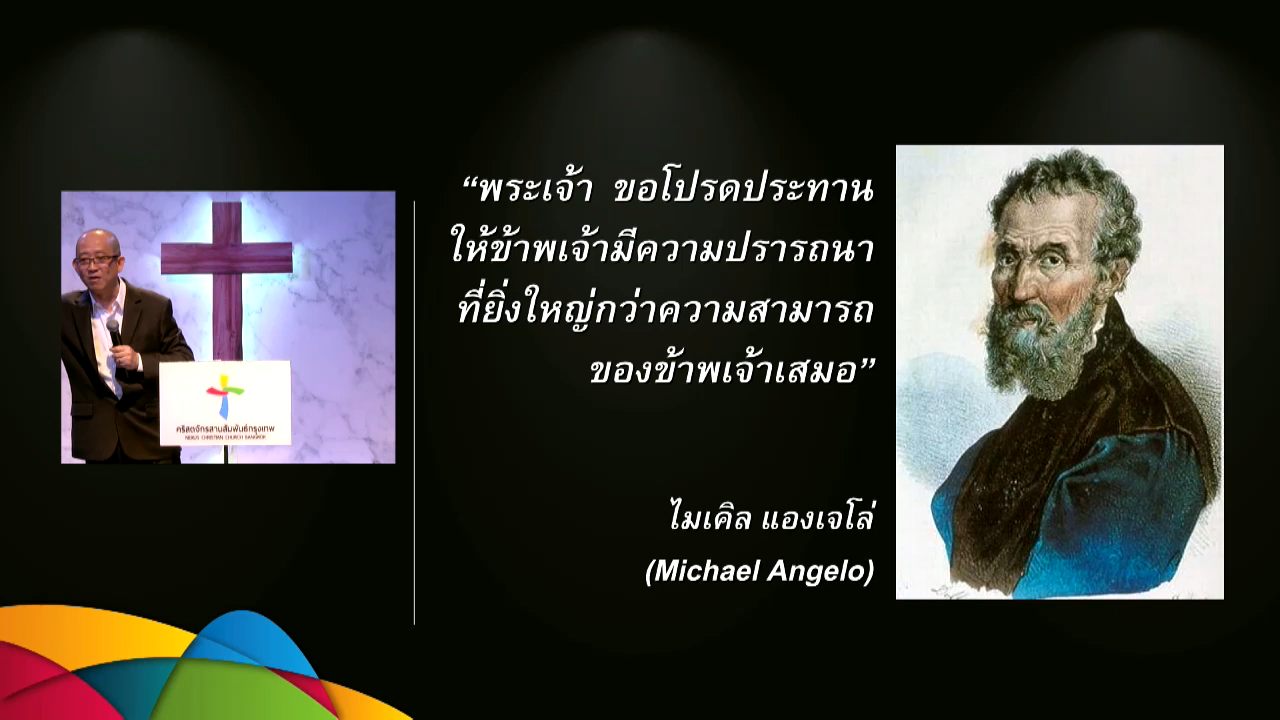 “พระเจ้า ขอโปรดประทาน
ให้ข้าพเจ้ามีความปรารถนา
ที่ยิ่งใหญ่กว่าความสามารถ
ของข้าพเจ้าเสมอ”
ไมเคิล แองเจโล่
(Michael Angelo)
คริสตจักรสานสัมพันธ์กรุงเทพ
NEXUS CHRISTIAN CHURCH BANGKOK